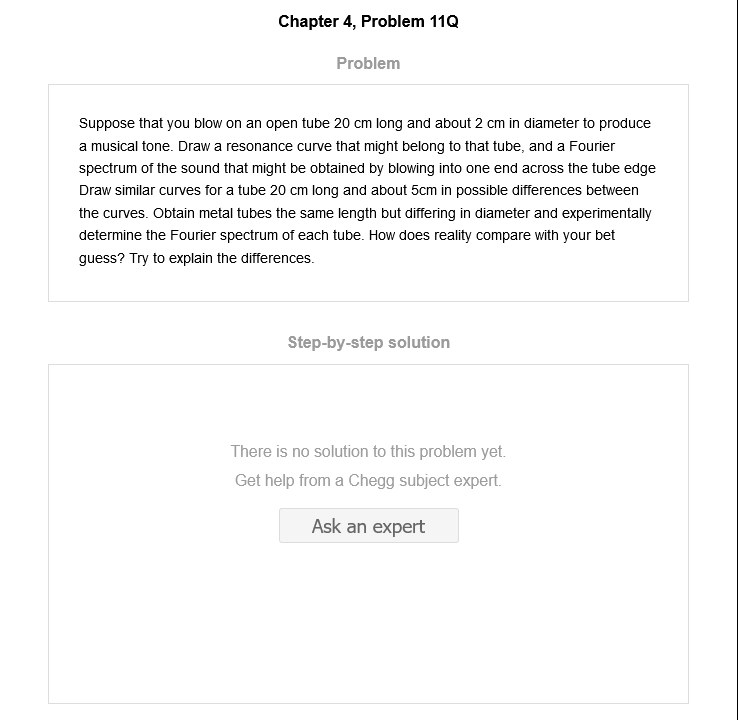 Chapter 4, Problem 11Q
Problem
Suppose that you blow on an open tube 20 cm long and about 2 cm in diameter to produce
a musical tone. Draw a resonance curve that might belong to that tube, and a Fourier
spectrum of the sound that might be obtained by blowing into one end across the tube edge
Draw similar curves for a tube 20 cm long and about 5cm in possible differences between
the curves. Obtain metal tubes the same length but differing in diameter and experimentally
determine the Fourier spectrum of each tube. How does reality compare with your bet
guess? Try to explain the differences.
Step-by-step solution
There is no solution to this problem yet.
Get help from a Chegg subject expert.
Ask an expert